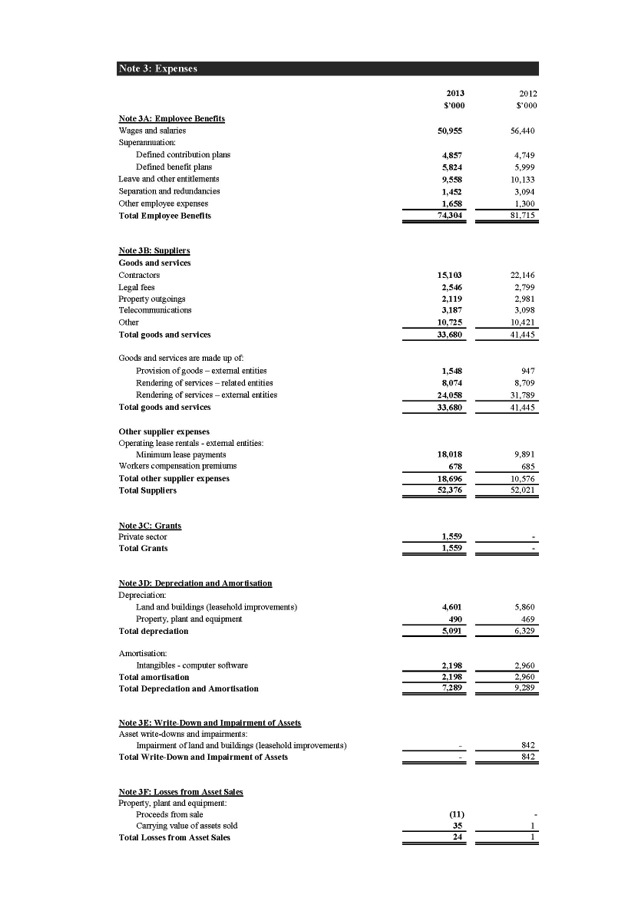 Note 3: Expenses
2013 2012
$'000 $'000
Note 3A: Employee Benefits
Wages and salaries 50,955 56,440
Superannuation:
Defined contribution plans 4,857 4,749
Defined benefit plans 5,824 5,999
Leave and other entitlements 9,558 10,133
Separation and redundancies 1,452 3,094
Other employee expenses 1,658 1,300
Total Employee Benefits 74,304 81,715
Note 3B: Suppliers
Goods and services
Contractors 15,103 22,146
Legal fees 2,546 2,799
Property outgoings 2,119 2,981
Telecommunications 3,187 3,098
Other 10,725 10,421
Total goods and services 33,680 41,445
Goods and services are made up of:
Provision of goods – external entities 1,548 947
Rendering of services – related entities 8,074 8,709
Rendering of services – external entities 24,058 31,789
Total goods and services 33,680 41,445
Other supplier expenses
Operating lease rentals - external entities:
Minimum lease payments 18,018 9,891
Workers compensation premiums 678 685
Total other supplier expenses 18,696 10,576
Total Suppliers 52,376 52,021
Note 3C: Grants
Private sector 1,559 -
Total Grants 1,559 -
Note 3D: Depreciation and Amortisation
Depreciation:
Land and buildings (leasehold improvements) 4,601 5,860
Property, plant and equipment 490 469
Total depreciation 5,091 6,329
Amortisation:
Intangibles - computer software 2,198 2,960
Total amortisation 2,198 2,960
Total Depreciation and Amortisation 7,289 9,289
Note 3E: Write-Down and Impairment of Assets
Asset write-downs and impairments:
Impairment of land and buildings (leasehold improvements) - 842
Total Write-Down and Impairment of Assets - 842
Note 3F: Losses from Asset Sales
Property, plant and equipment:
Proceeds from sale (11) -
Carrying value of assets sold 35 1
Total Losses from Asset Sales 24 1